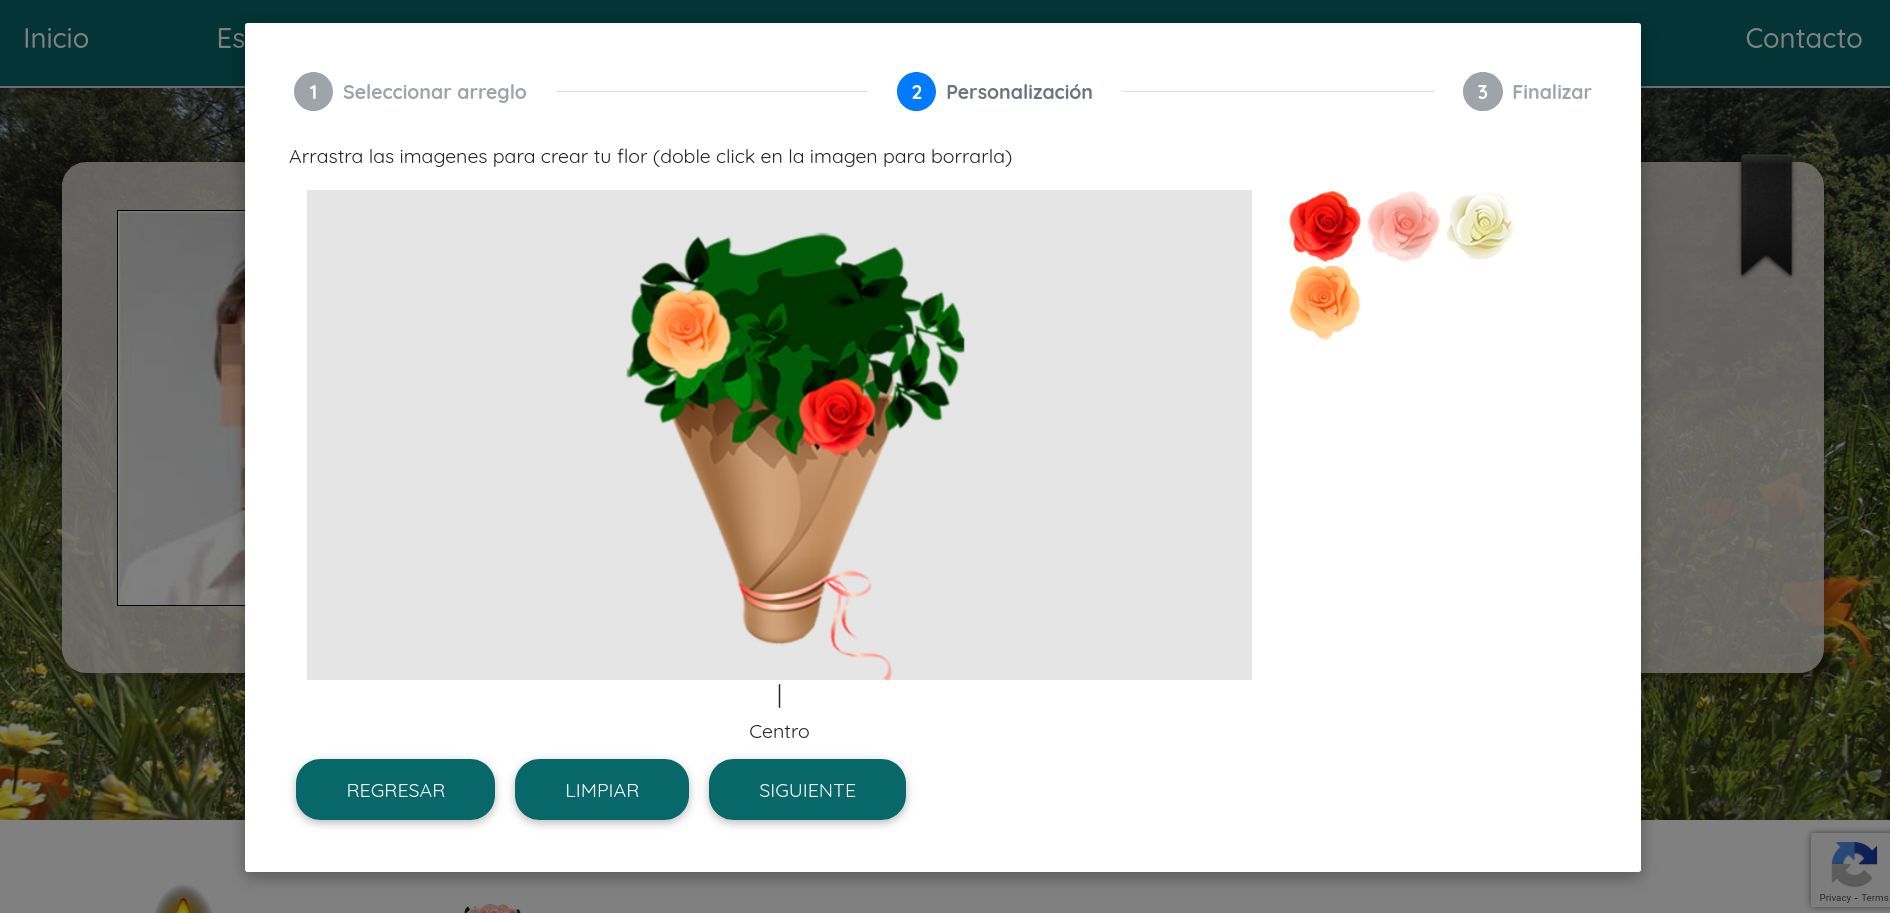 Inicio
Es
Contacto
1 Seleccionar arreglo
2 Personalización
3 Finalizar
Arrastra las imagenes para crear tu flor (doble click en la imagen para borrarla)
Centro
REGRESAR
LIMPIAR
SIGUIENTE
Privacy - Terms